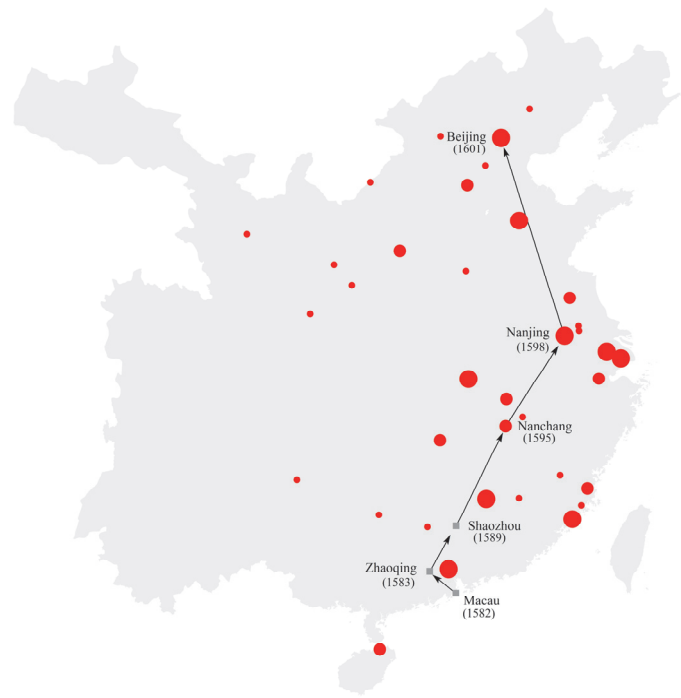 Beijing
(1601)
Nanjing
(1598)
Nanchang
(1595)
Shaozhou
(1589)
Zhaoqing
(1583)
Macau
(1582)